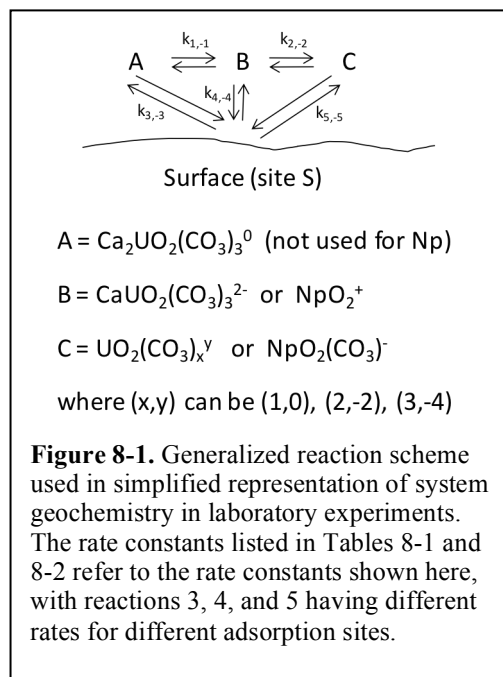 k1,-1 k2,-2
A B C
k3,-3 k4,-4 k5,-5
Surface (site S)
A = Ca2UO2(CO3)3^0 (not used for Np)
B = CaUO2(CO3)3^2- or NpO2^+
C = UO2(CO3)x^y or NpO2(CO3)^-
where (x,y) can be (1,0), (2,-2), (3,-4)
Figure 8-1. Generalized reaction scheme
used in simplified representation of system
geochemistry in laboratory experiments.
The rate constants listed in Tables 8-1 and
8-2 refer to the rate constants shown here,
with reactions 3, 4, and 5 having different
rates for different adsorption sites.